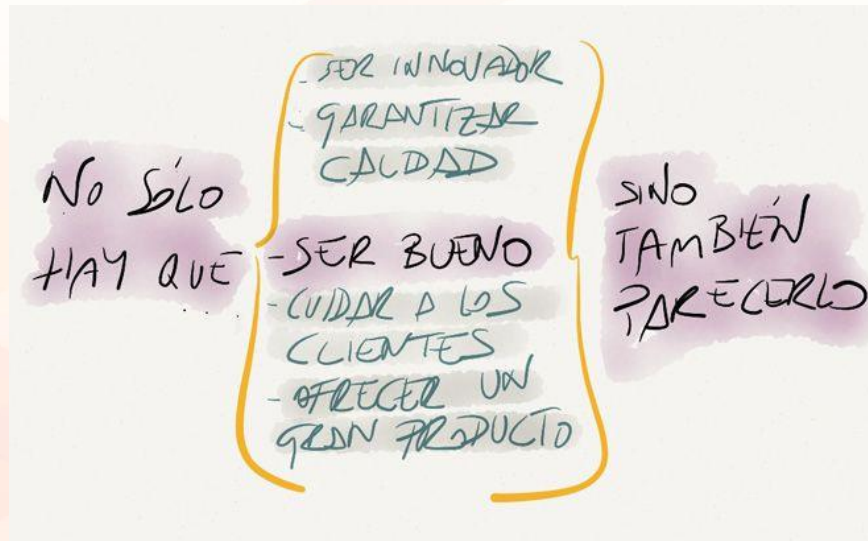 NO SÓLO
HAY QUE
- SER INNOVADOR
- GARANTIZAR
CALIDAD
- SER BUENO
- CUIDAR A LOS
CLIENTES
- OFRECER UN
GRAN PRODUCTO
SINO
TAMBIÉN
PARECERLO